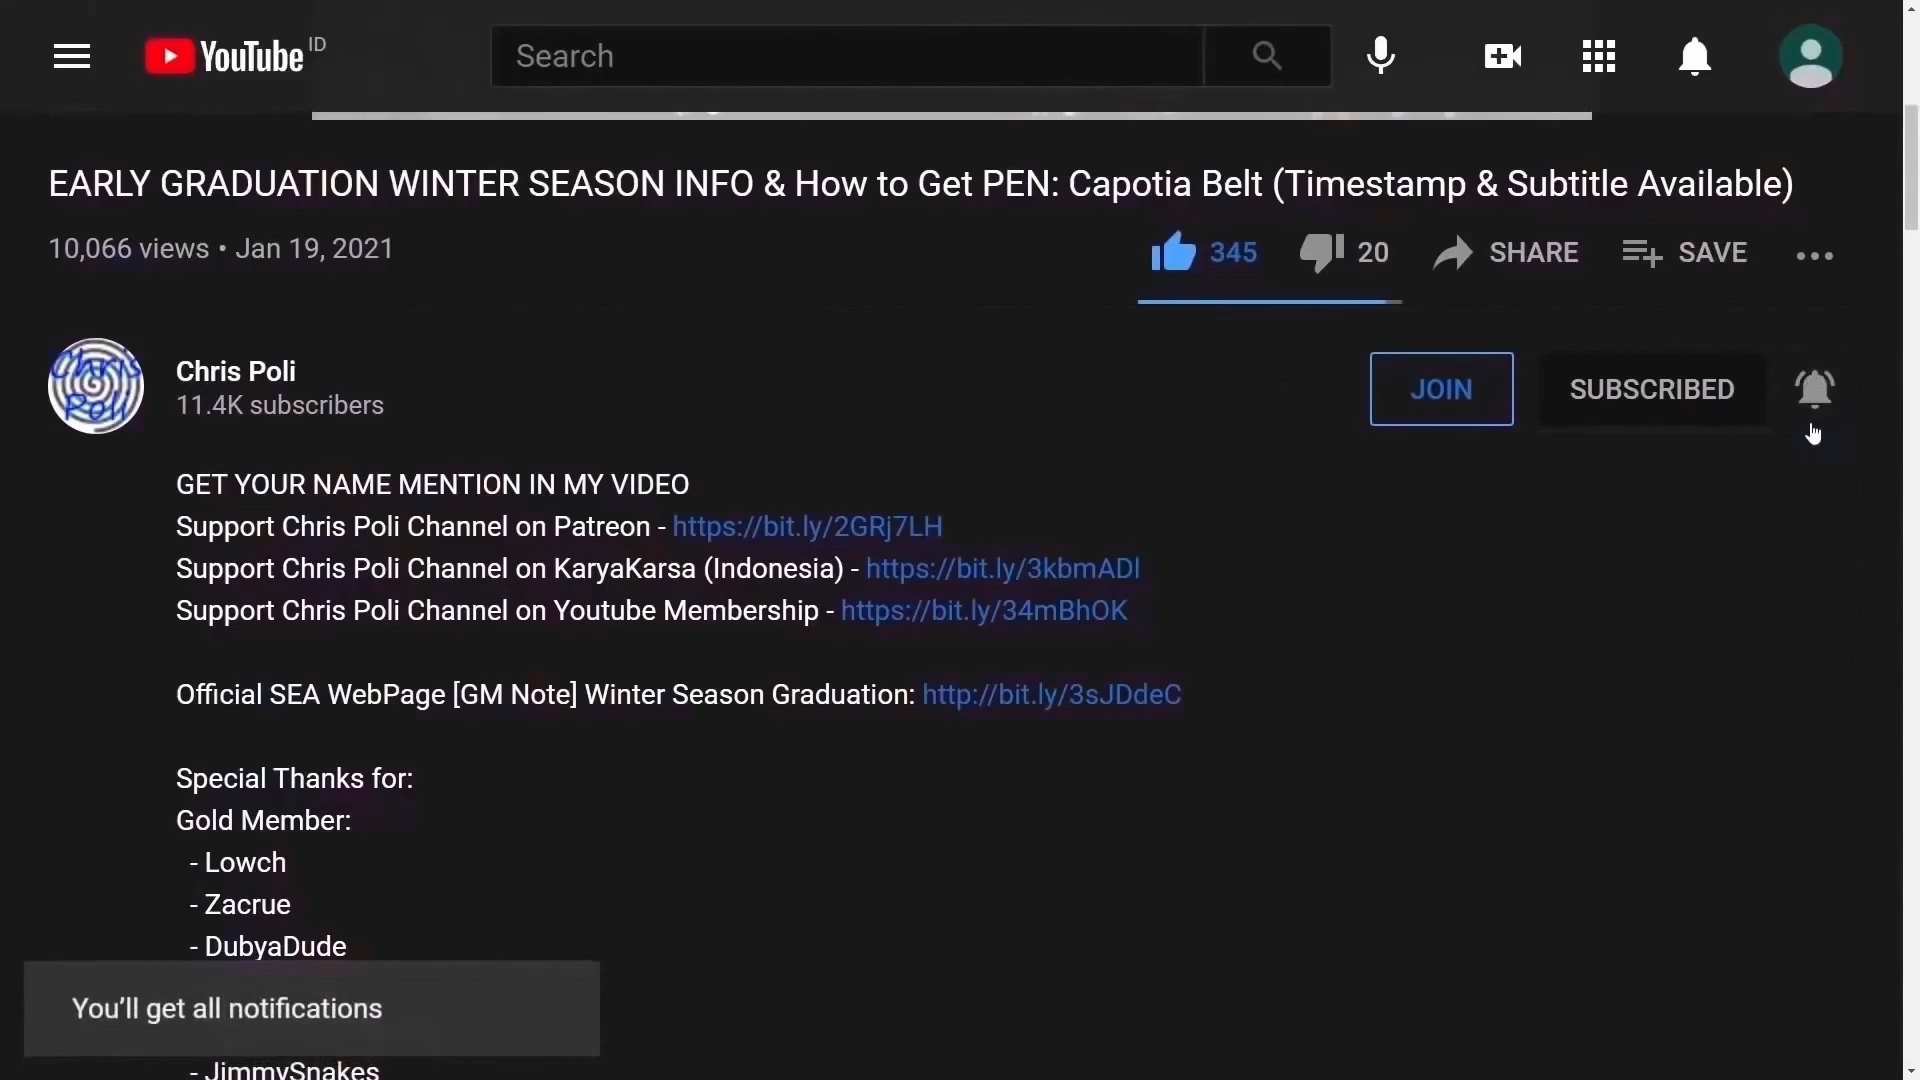 YouTube ID
Search
EARLY GRADUATION WINTER SEASON INFO & How to Get PEN: Capotia Belt (Timestamp & Subtitle Available)
10,066 views • Jan 19, 2021
345 20 SHARE SAVE
Chris Poli
Chris Poli
11.4K subscribers
JOIN SUBSCRIBED
GET YOUR NAME MENTION IN MY VIDEO
Support Chris Poli Channel on Patreon - https://bit.ly/2GRj7LH
Support Chris Poli Channel on KaryaKarsa (Indonesia) - https://bit.ly/3kbmADl
Support Chris Poli Channel on Youtube Membership - https://bit.ly/34mBhOK
Official SEA WebPage [GM Note] Winter Season Graduation: http://bit.ly/3sJDdeC
Special Thanks for:
Gold Member:
- Lowch
- Zacrue
- DubyaDude
You'll get all notifications
- JimmySnakes